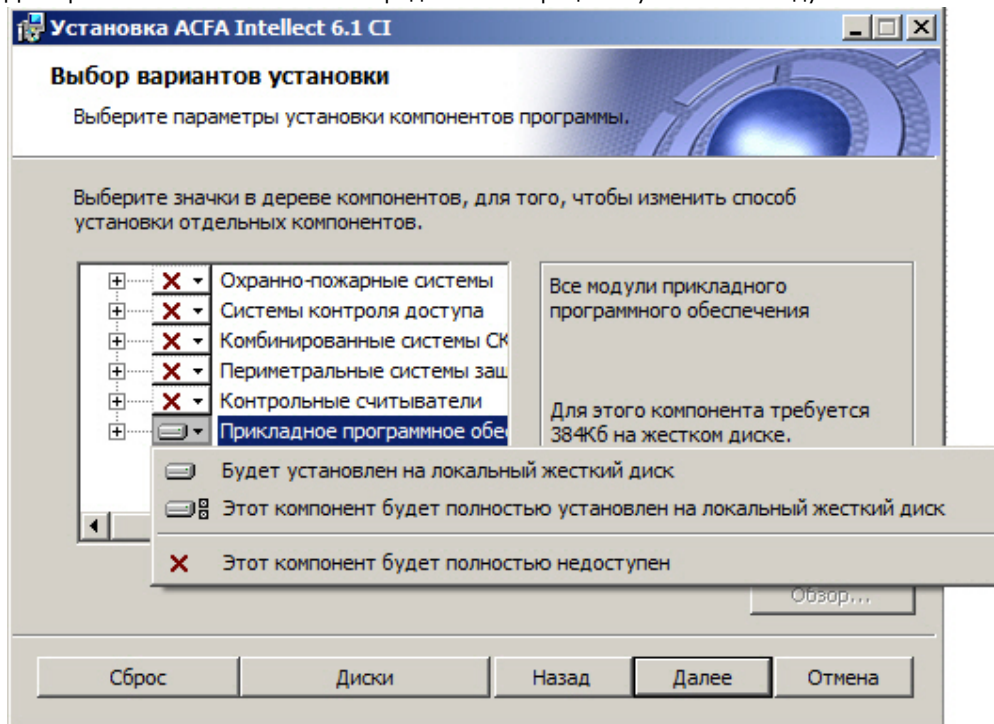 Установка ACFA Intellect 6.1 CI
Выбор вариантов установки
Выберите параметры установки компонентов программы.
Выберите значки в дереве компонентов, для того, чтобы изменить способ
установки отдельных компонентов.
Охранно-пожарные системы
Системы контроля доступа
Комбинированные системы СК
Периметральные системы защ
Контрольные считыватели
Прикладное программное обе
Все модули прикладного
программного обеспечения
Для этого компонента требуется
384Кб на жестком диске.
Будет установлен на локальный жесткий диск
Этот компонент будет полностью установлен на локальный жесткий диск
Этот компонент будет полностью недоступен
Обзор...
Сброс
Диски
Назад
Далее
Отмена